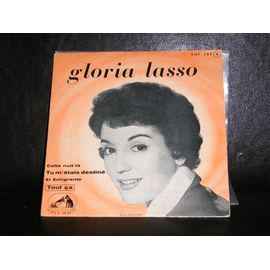 gloria lasso
Cette nuit là
Tu m'étais destiné
El Emigrante
Tout ça